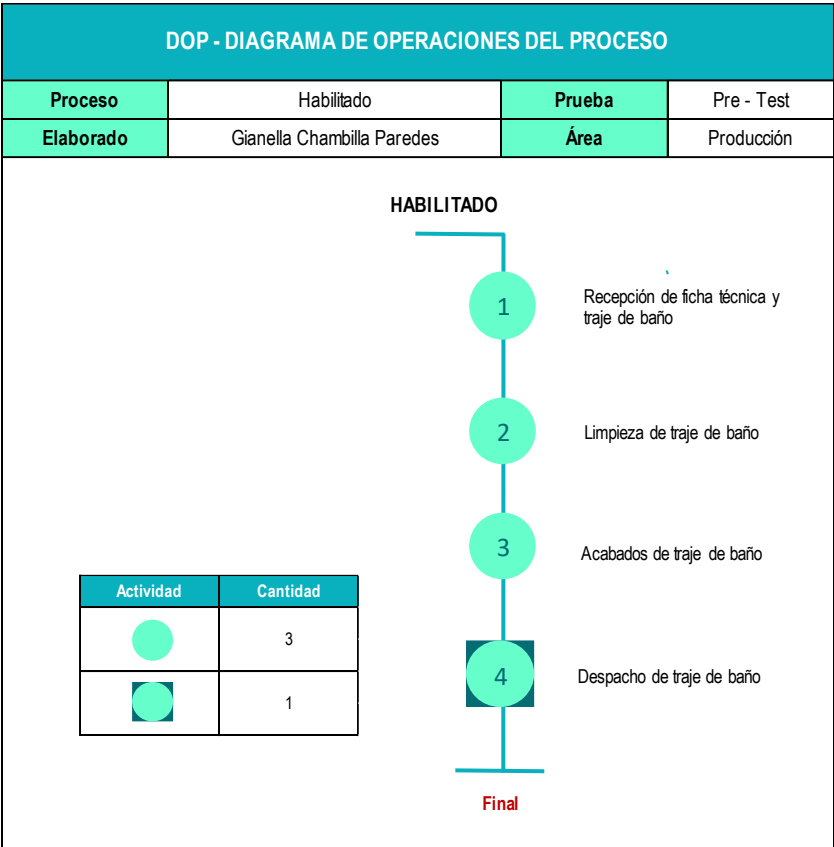 DOP - DIAGRAMA DE OPERACIONES DEL PROCESO
Proceso Habilitado Prueba Pre - Test
Elaborado Gianella Chambilla Paredes Área Producción
HABILITADO
1 Recepción de ficha técnica y
traje de baño
2 Limpieza de traje de baño
3 Acabados de traje de baño
Actividad Cantidad
3
1
4 Despacho de traje de baño
Final